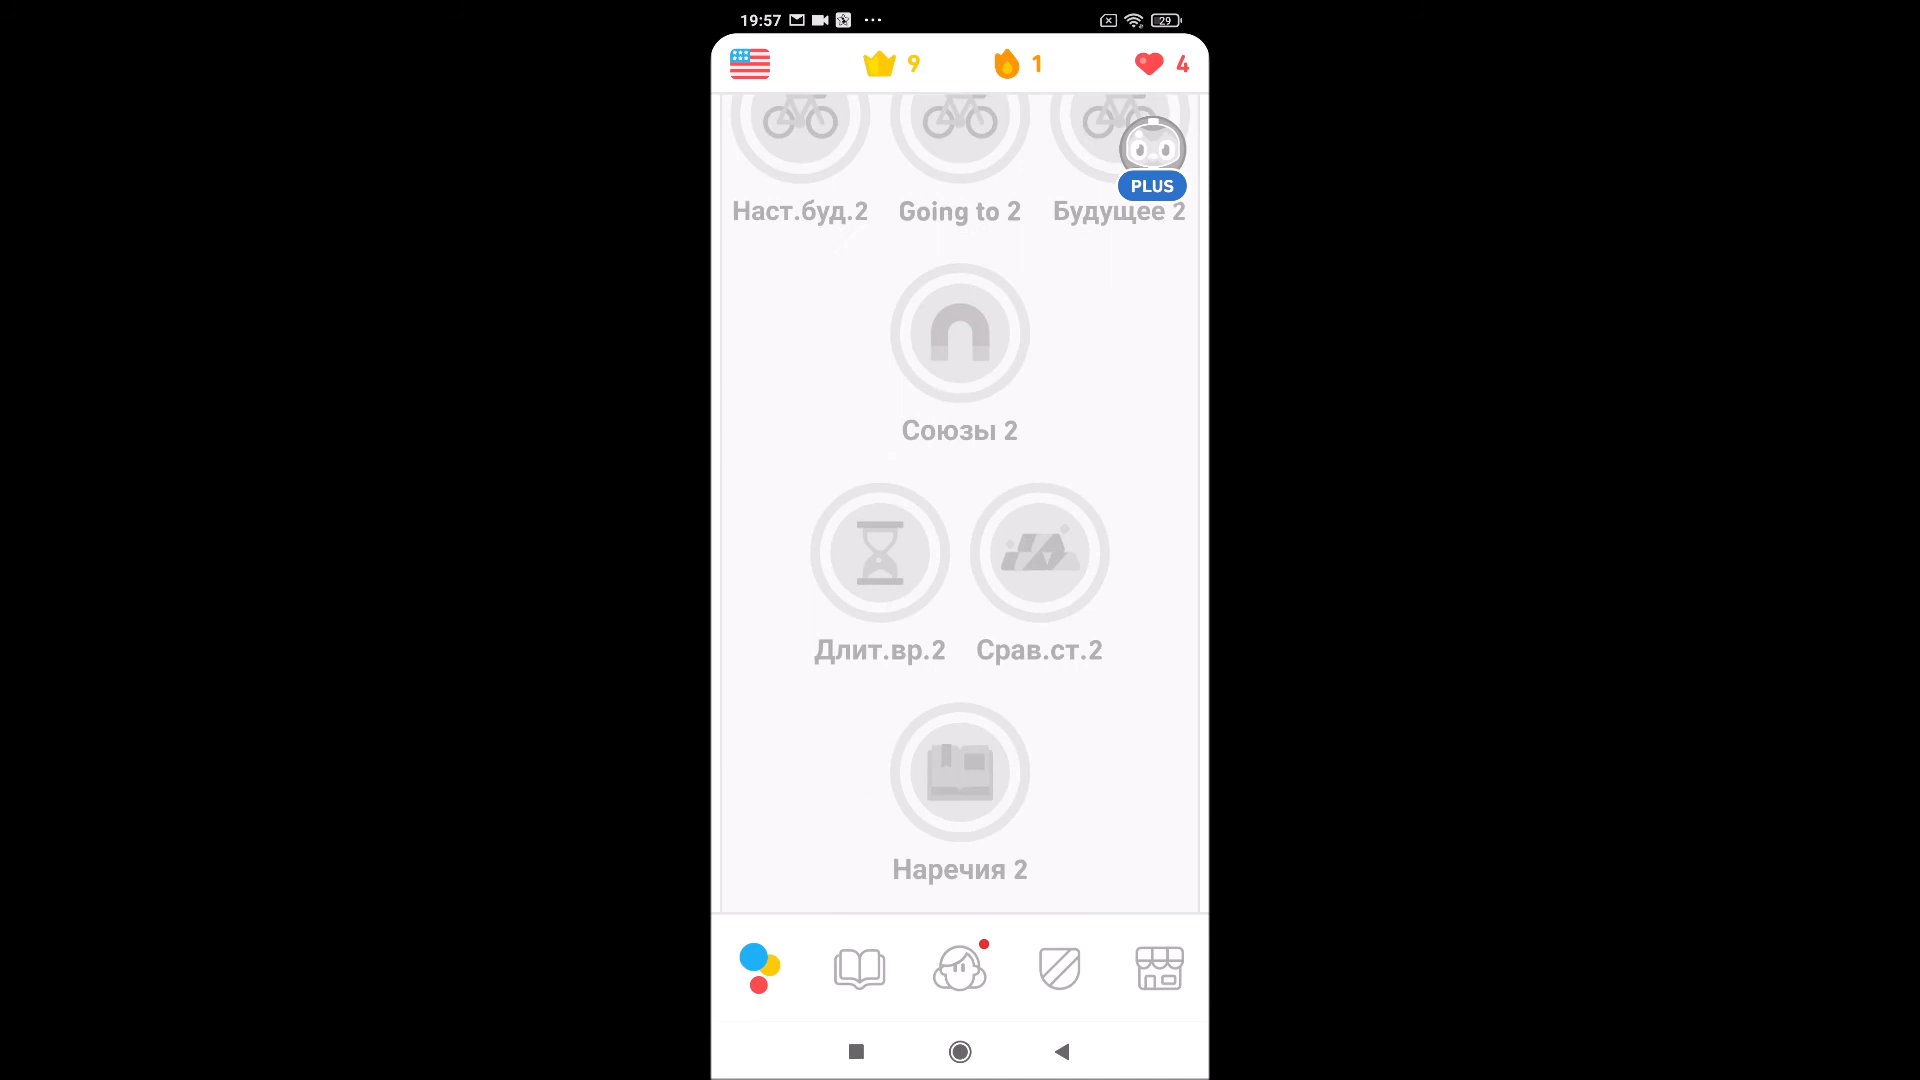 19:57 29
9 1 4
PLUS
Наст.буд.2 Going to 2 Будущее 2
Союзы 2
Длит.вр.2 Срав.ст.2
Наречия 2